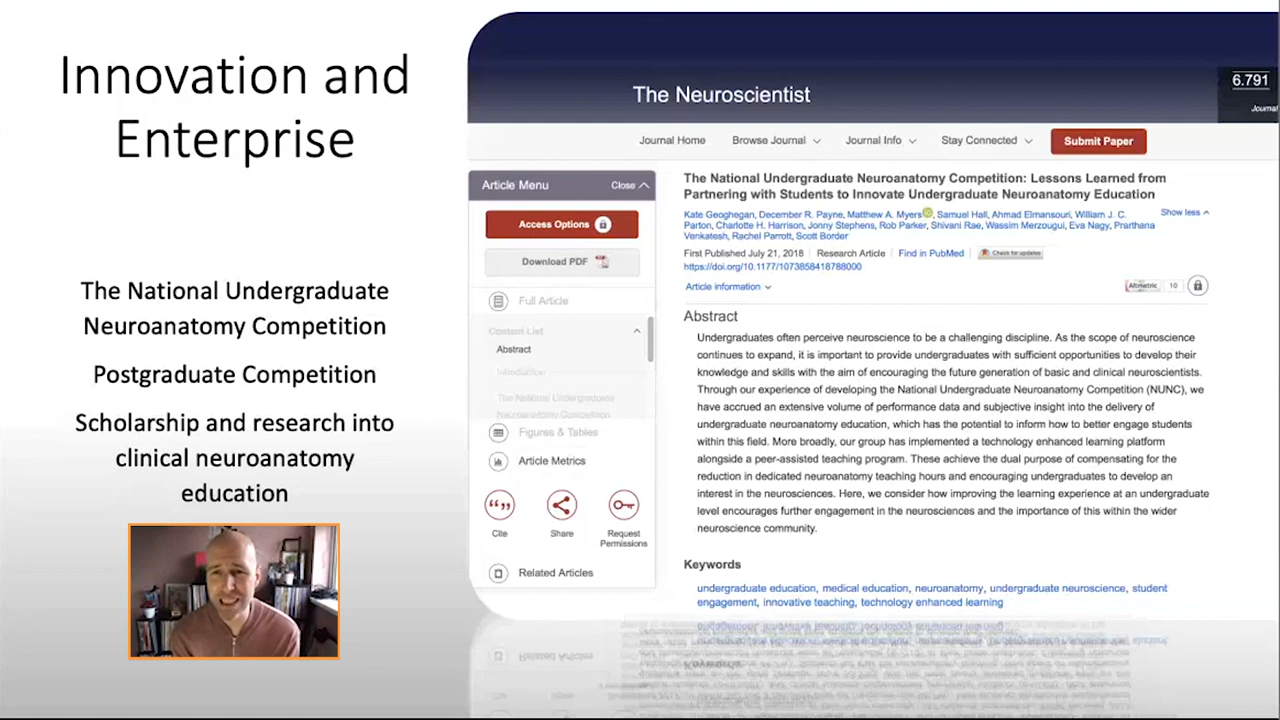 Innovation and
Enterprise
The National Undergraduate
Neuroanatomy Competition
Postgraduate Competition
Scholarship and research into
clinical neuroanatomy
education
The Neuroscientist
6.791
Journal
Journal Home Browse Journal Journal Info Stay Connected Submit Paper
Article Menu Close
Access Options
Download PDF
Full Article
Content List
Abstract
Introduction
The National Undergraduate
Neuroanatomy Competition
Figures & Tables
Article Metrics
Cite Share Request
Permissions
Related Articles
The National Undergraduate Neuroanatomy Competition: Lessons Learned from
Partnering with Students to Innovate Undergraduate Neuroanatomy Education
Kate Geoghegan, December R. Payne, Matthew A. Myers, Samuel Hall, Ahmad Elmansouri, William J. C.
Parton, Charlotte H. Harrison, Jonny Stephens, Rob Parker, Shivani Rae, Wassim Merzougui, Eva Nagy, Prarthana
Venkatesh, Rachel Parrott, Scott Border
Show less
First Published July 21, 2018 Research Article Find in PubMed Check for updates
https://doi.org/10.1177/1073858418788000
Article information
Altmetric 10
Abstract
Undergraduates often perceive neuroscience to be a challenging discipline. As the scope of neuroscience
continues to expand, it is important to provide undergraduates with sufficient opportunities to develop their
knowledge and skills with the aim of encouraging the future generation of basic and clinical neuroscientists.
Through our experience of developing the National Undergraduate Neuroanatomy Competition (NUNC), we
have accrued an extensive volume of performance data and subjective insight into the delivery of
undergraduate neuroanatomy education, which has the potential to inform how to better engage students
within this field. More broadly, our group has implemented a technology enhanced learning platform
alongside a peer-assisted teaching program. These achieve the dual purpose of compensating for the
reduction in dedicated neuroanatomy teaching hours and encouraging undergraduates to develop an
interest in the neurosciences. Here, we consider how improving the learning experience at an undergraduate
level encourages further engagement in the neurosciences and the importance of this within the wider
neuroscience community.
Keywords
undergraduate education, medical education, neuroanatomy, undergraduate neuroscience, student
engagement, innovative teaching, technology enhanced learning